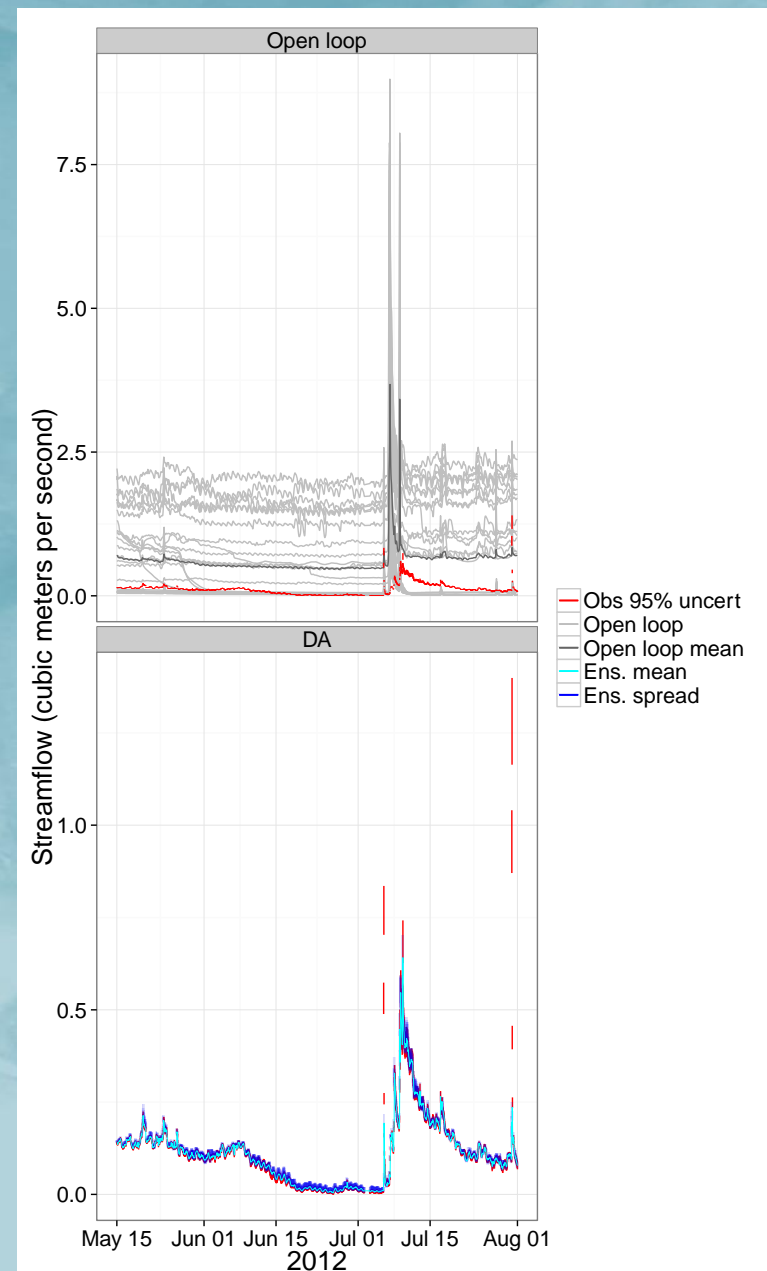 Open loop
7.5
5.0
2.5
0.0
Streamflow (cubic meters per second)
DA
1.0
0.5
0.0
May 15 Jun 01 Jun 15 Jul 01 Jul 15 Aug 01
2012
Obs 95% uncert
Open loop
Open loop mean
Ens. mean
Ens. spread